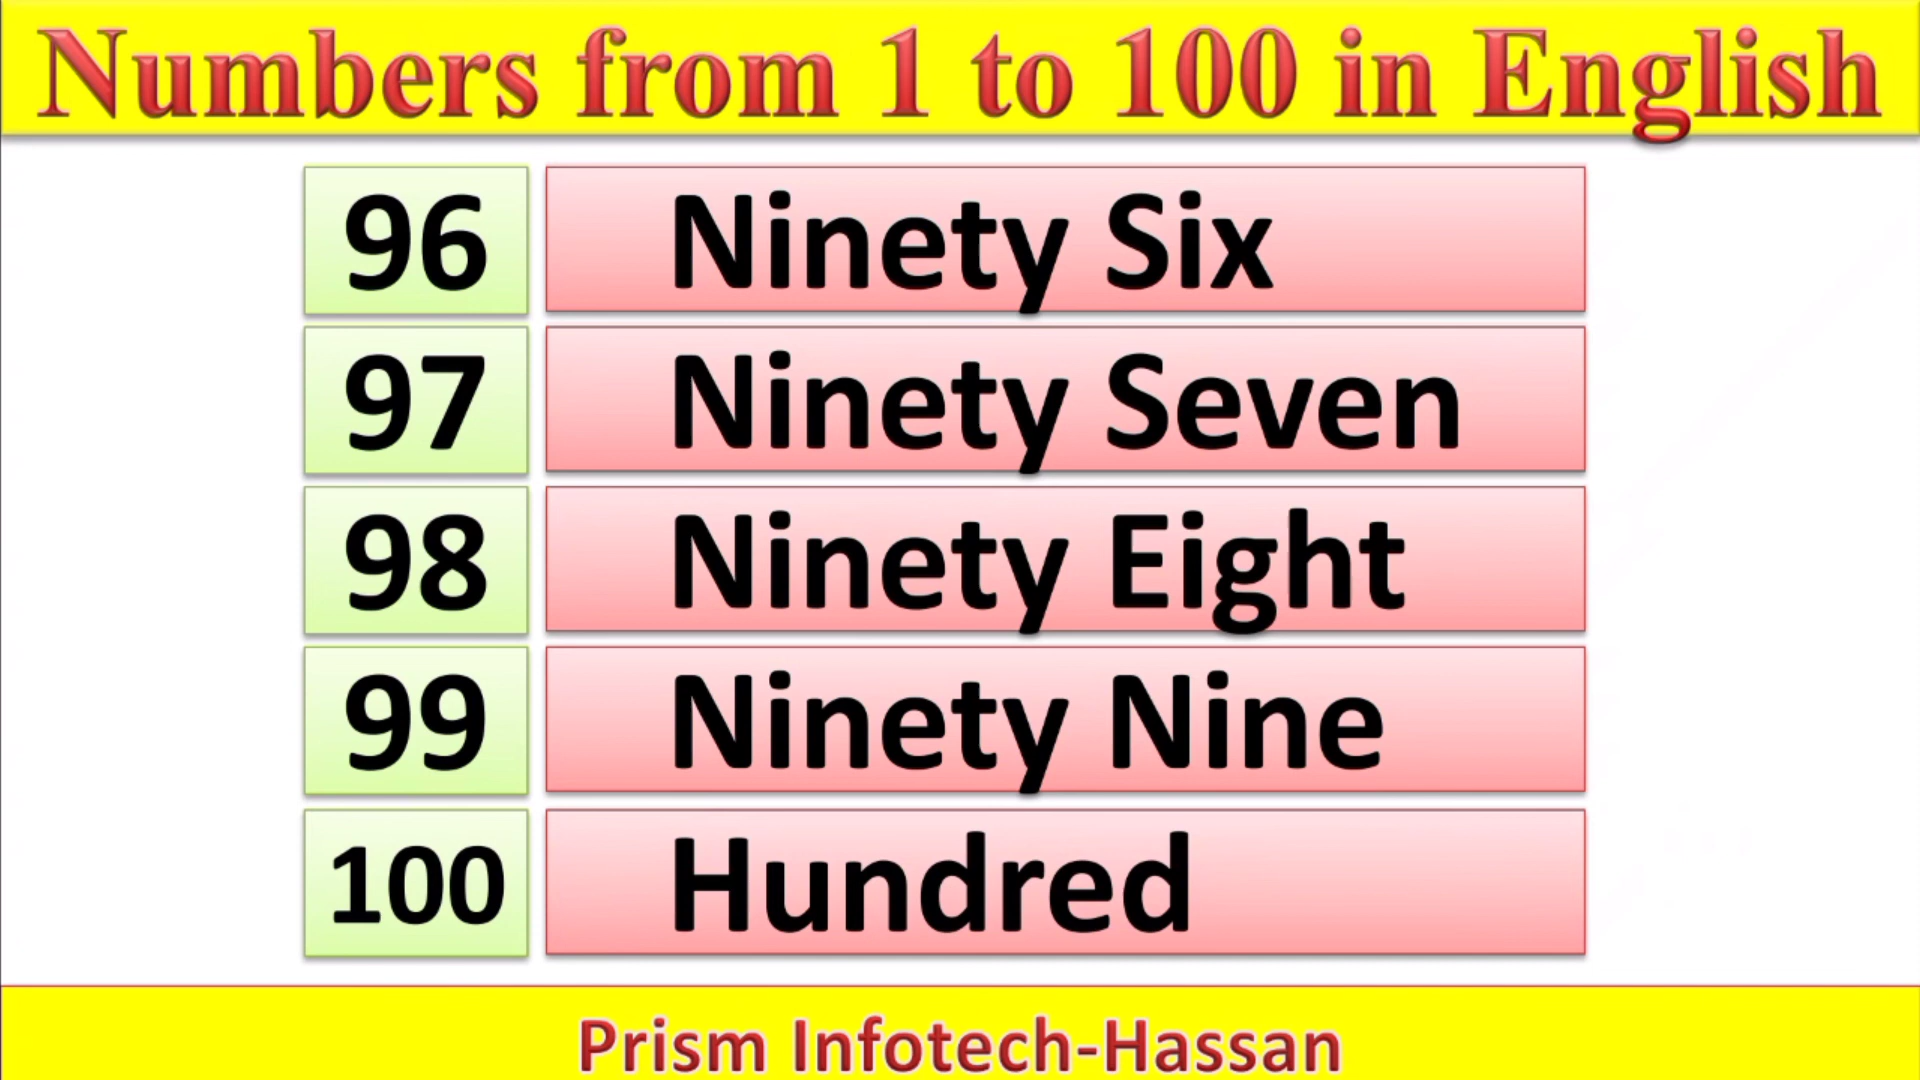 Numbers from 1 to 100 in English
96 Ninety Six
97 Ninety Seven
98 Ninety Eight
99 Ninety Nine
100 Hundred
Prism Infotech-Hassan